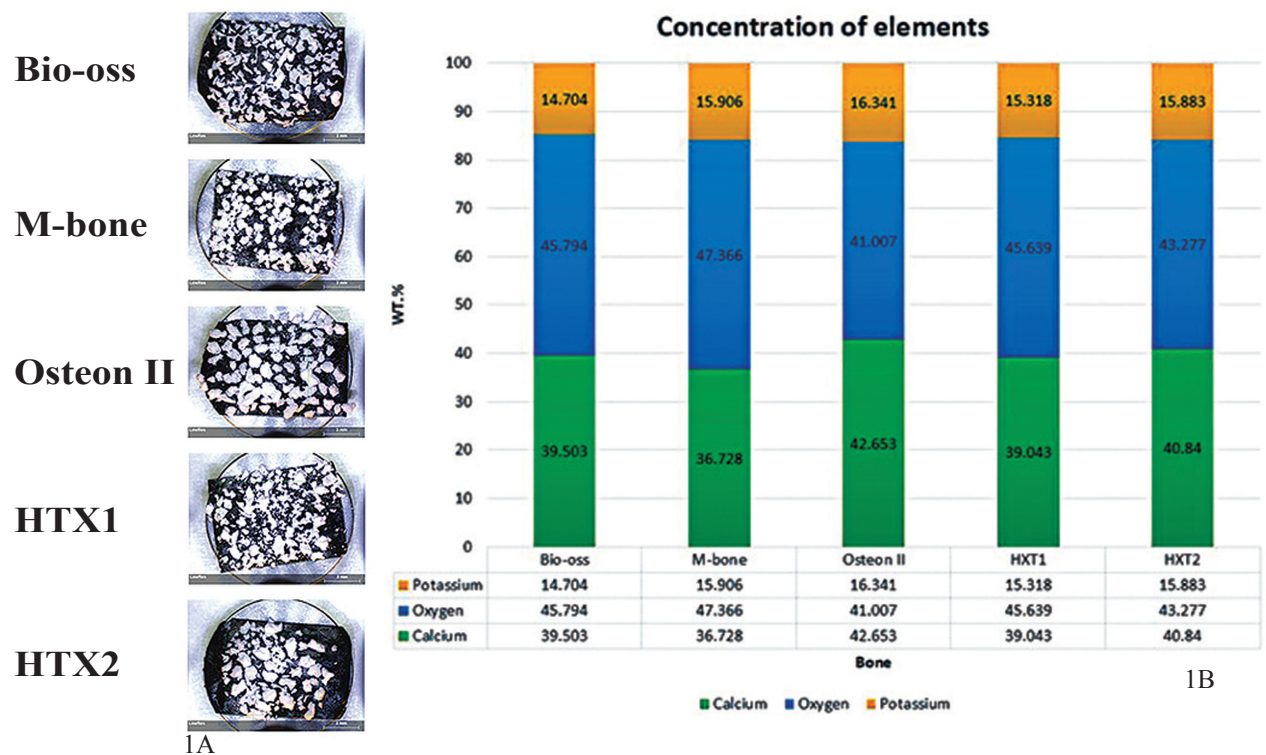 Bio-oss
M-bone
Osteon II
HTX1
HTX2
1A
Concentration of elements
WT.%
100
90
80
70
60
50
40
30
20
10
0
14.704 15.906 16.341 15.318 15.883
45.794 47.366 41.007 45.639 43.277
39.503 36.728 42.653 39.043 40.84
Bio-oss M-bone Osteon II HXT1 HXT2
Potassium 14.704 15.906 16.341 15.318 15.883
Oxygen 45.794 47.366 41.007 45.639 43.277
Calcium 39.503 36.728 42.653 39.043 40.84
Bone
1B
Calcium Oxygen Potassium